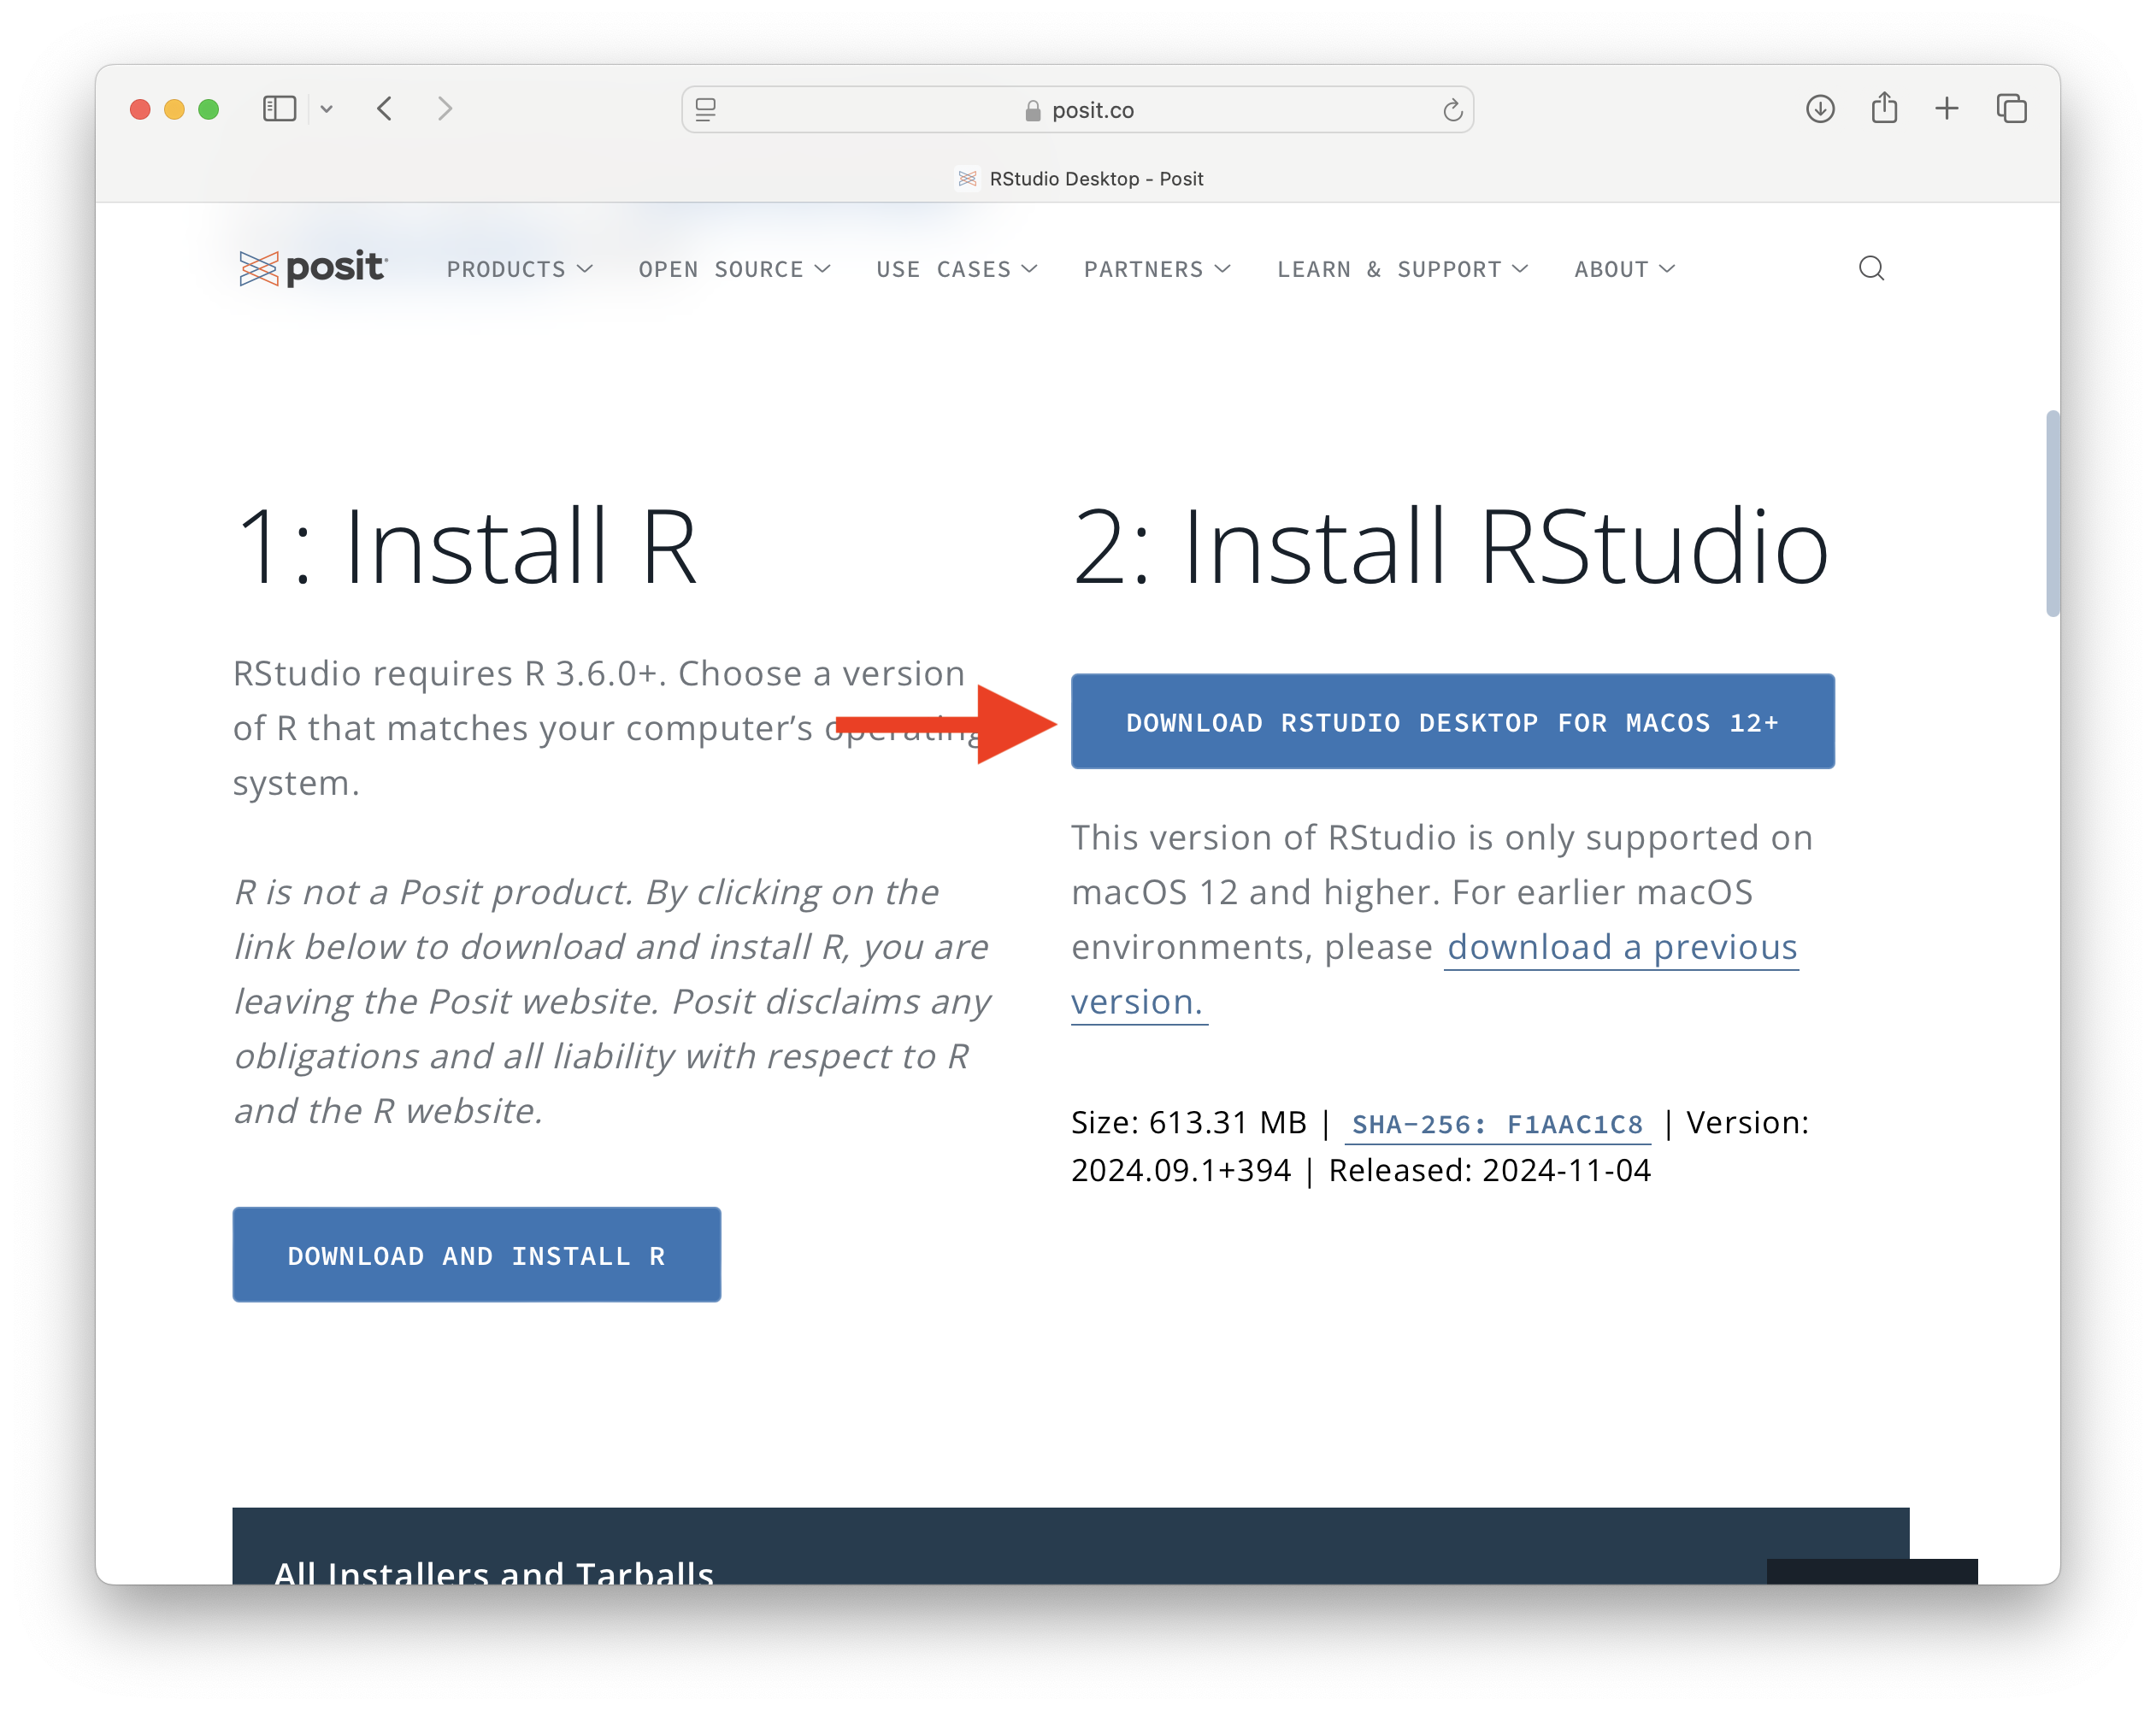 posit.co
RStudio Desktop - Posit
posit
PRODUCTS
OPEN SOURCE
USE CASES
PARTNERS
LEARN & SUPPORT
ABOUT
1: Install R
RStudio requires R 3.6.0+. Choose a version
of R that matches your computer’s operating
system.
R is not a Posit product. By clicking on the
link below to download and install R, you are
leaving the Posit website. Posit disclaims any
obligations and all liability with respect to R
and the R website.
DOWNLOAD AND INSTALL R
2: Install RStudio
DOWNLOAD RSTUDIO DESKTOP FOR MACOS 12+
This version of RStudio is only supported on
macOS 12 and higher. For earlier macOS
environments, please download a previous
version.
Size: 613.31 MB | SHA-256: F1AAC1C8 | Version:
2024.09.1+394 | Released: 2024-11-04
All Installers and Tarballs